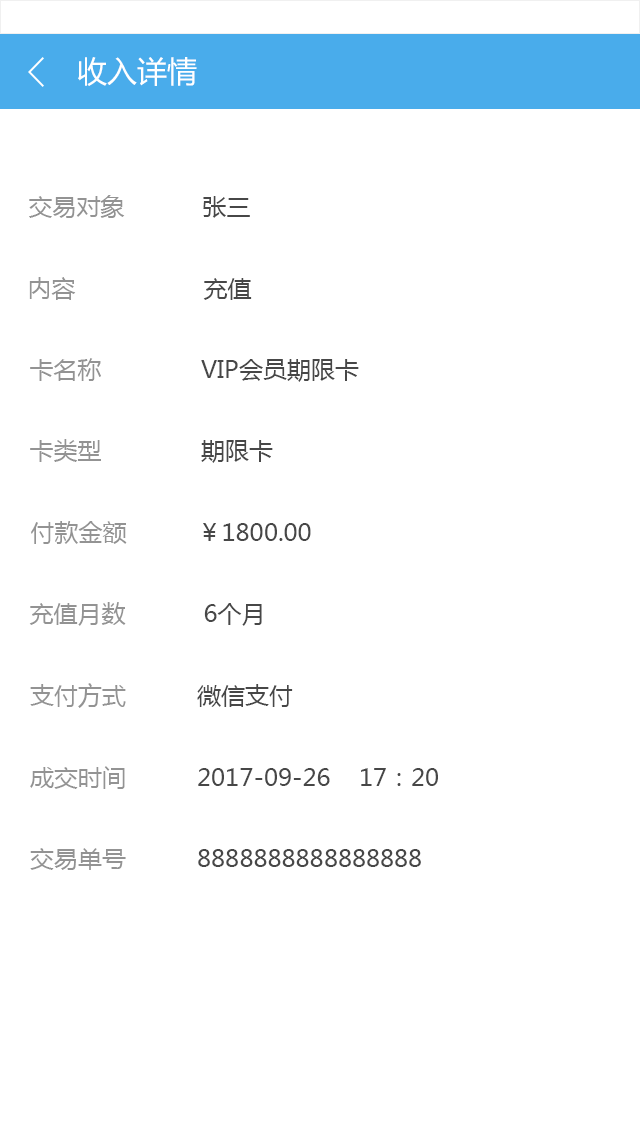 收入详情
交易对象 张三
内容 充值
卡名称 VIP会员期限卡
卡类型 期限卡
付款金额 ¥1800.00
充值月数 6个月
支付方式 微信支付
成交时间 2017-09-26 17：20
交易单号 8888888888888888